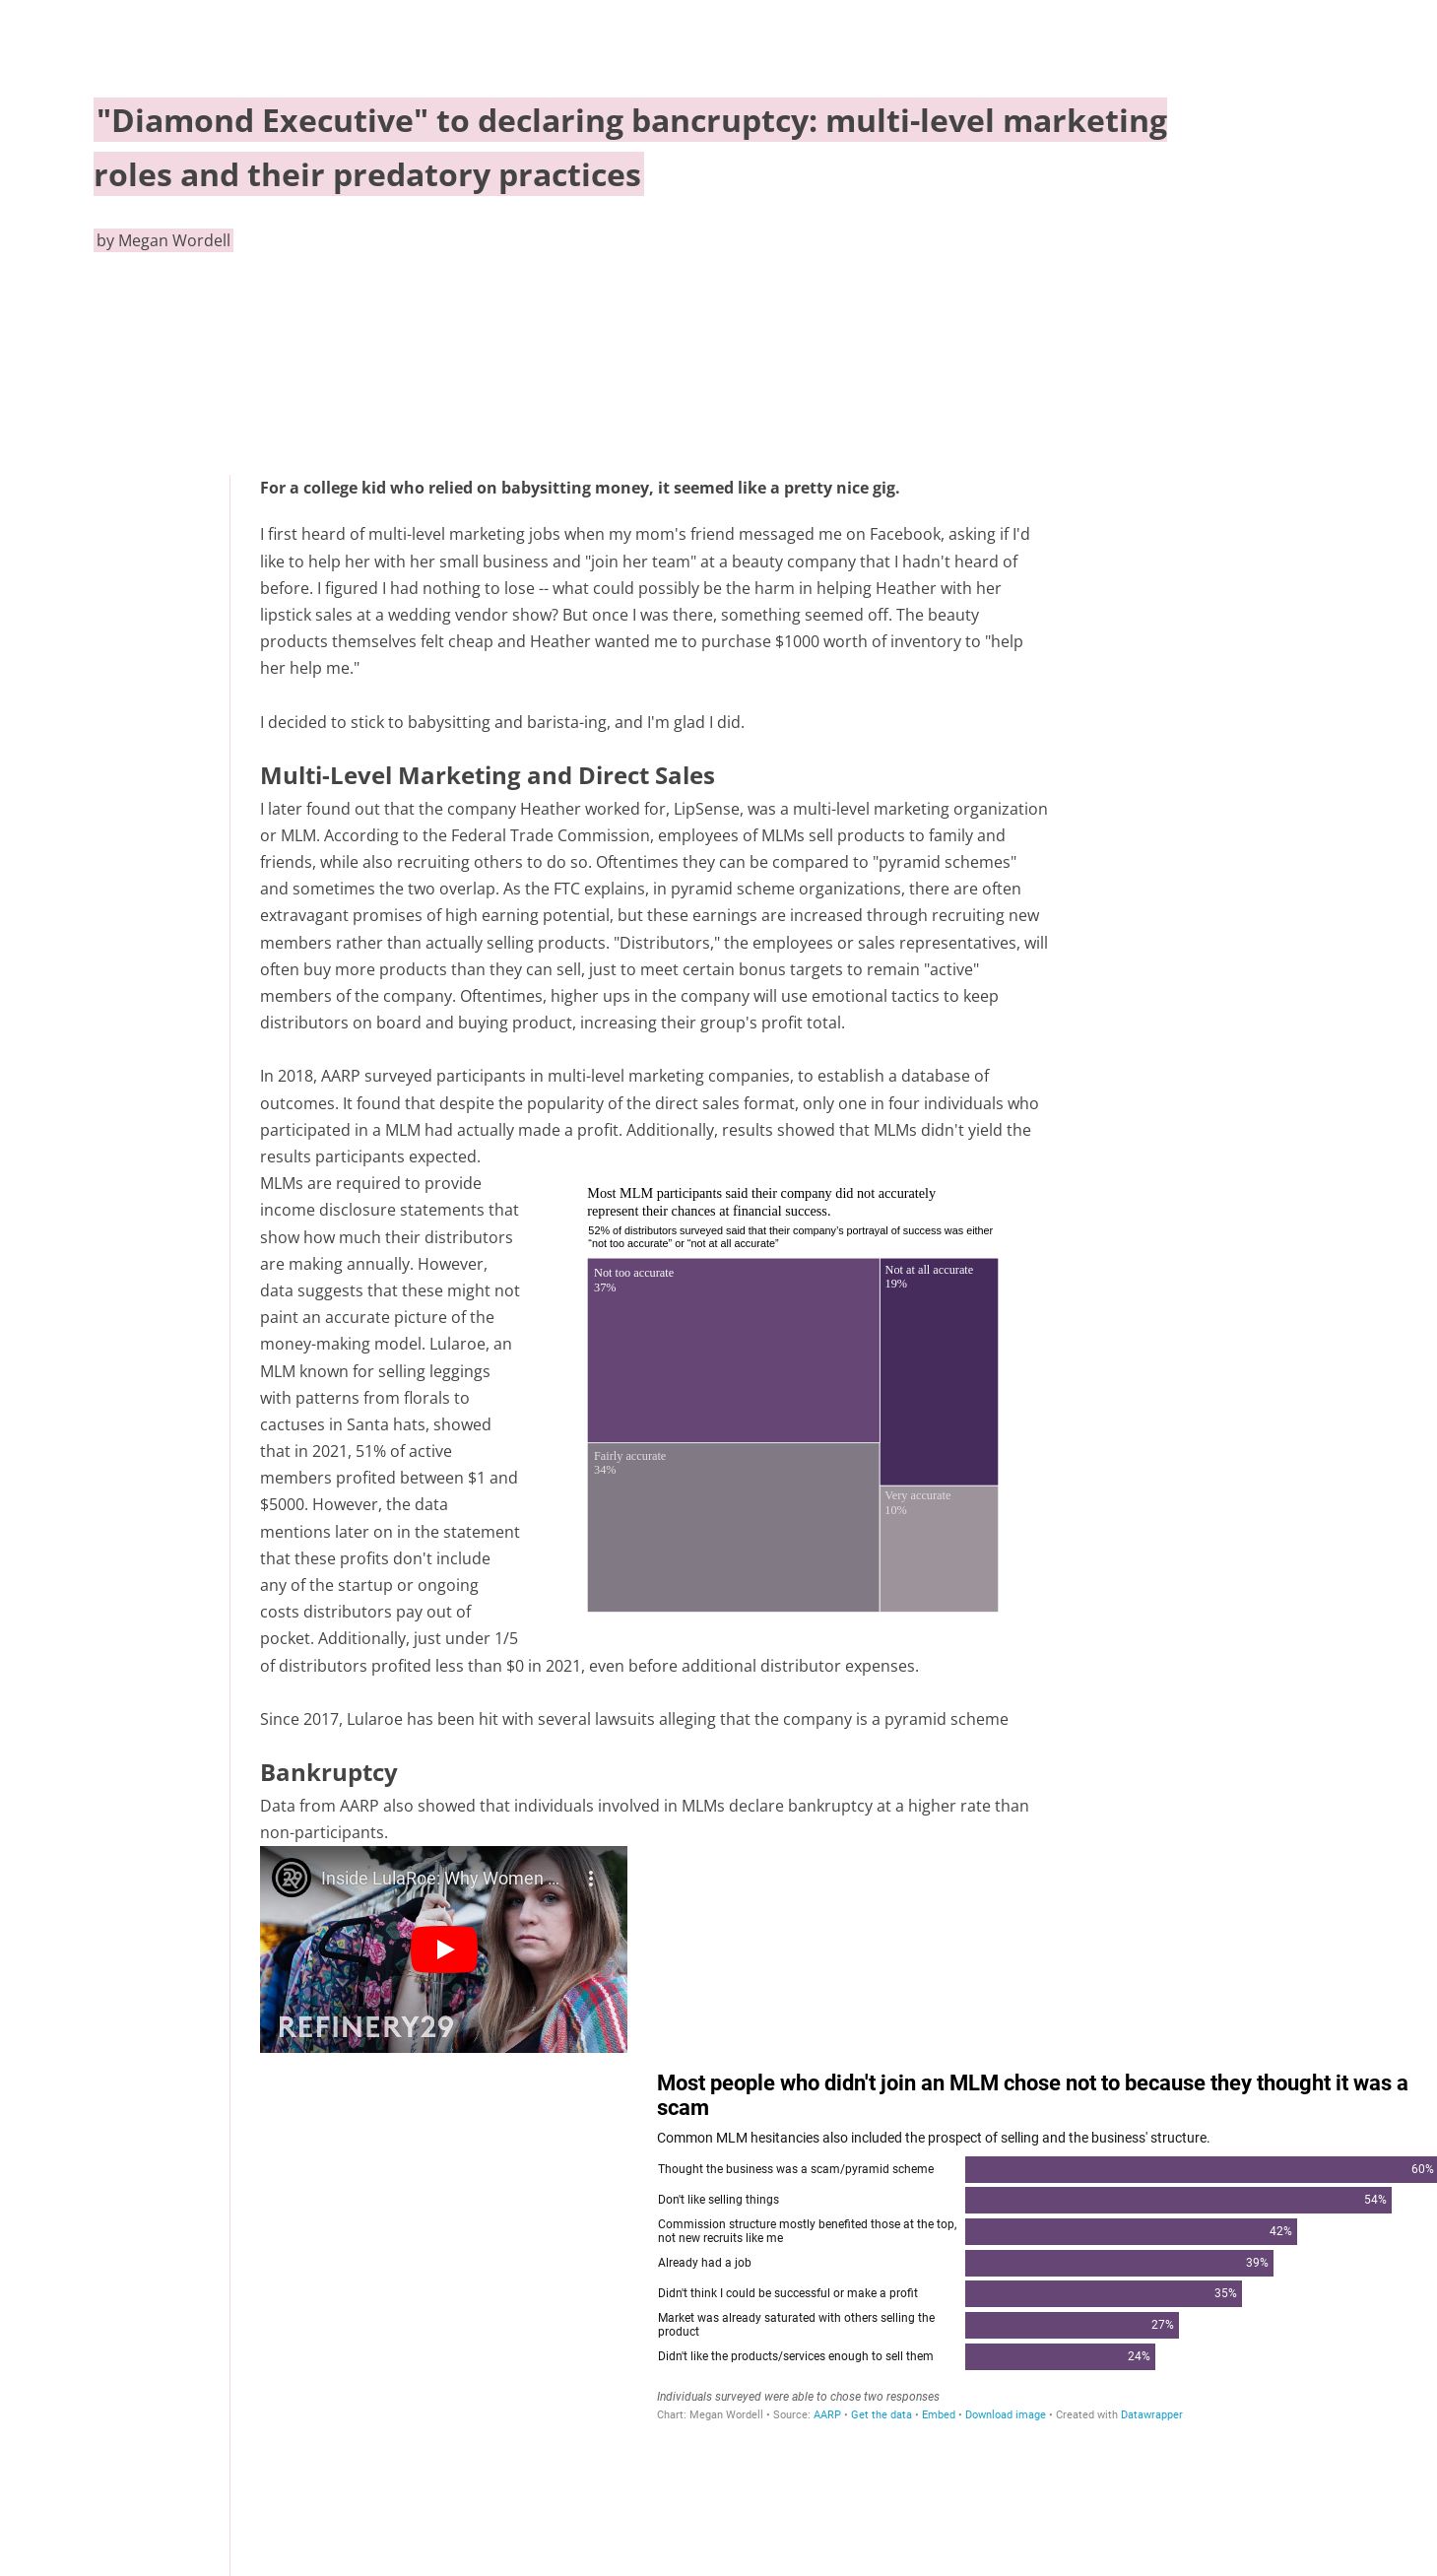 "Diamond Executive" to declaring bancruptcy: multi-level marketing
roles and their predatory practices
by Megan Wordell
For a college kid who relied on babysitting money, it seemed like a pretty nice gig.
I first heard of multi-level marketing jobs when my mom's friend messaged me on Facebook, asking if I'd
like to help her with her small business and "join her team" at a beauty company that I hadn't heard of
before. I figured I had nothing to lose -- what could possibly be the harm in helping Heather with her
lipstick sales at a wedding vendor show? But once I was there, something seemed off. The beauty
products themselves felt cheap and Heather wanted me to purchase $1000 worth of inventory to "help
her help me."
I decided to stick to babysitting and barista-ing, and I'm glad I did.
Multi-Level Marketing and Direct Sales
I later found out that the company Heather worked for, LipSense, was a multi-level marketing organization
or MLM. According to the Federal Trade Commission, employees of MLMs sell products to family and
friends, while also recruiting others to do so. Oftentimes they can be compared to "pyramid schemes"
and sometimes the two overlap. As the FTC explains, in pyramid scheme organizations, there are often
extravagant promises of high earning potential, but these earnings are increased through recruiting new
members rather than actually selling products. "Distributors," the employees or sales representatives, will
often buy more products than they can sell, just to meet certain bonus targets to remain "active"
members of the company. Oftentimes, higher ups in the company will use emotional tactics to keep
distributors on board and buying product, increasing their group's profit total.
In 2018, AARP surveyed participants in multi-level marketing companies, to establish a database of
outcomes. It found that despite the popularity of the direct sales format, only one in four individuals who
participated in a MLM had actually made a profit. Additionally, results showed that MLMs didn't yield the
results participants expected.
MLMs are required to provide
income disclosure statements that
show how much their distributors
are making annually. However,
data suggests that these might not
paint an accurate picture of the
money-making model. Lularoe, an
MLM known for selling leggings
with patterns from florals to
cactuses in Santa hats, showed
that in 2021, 51% of active
members profited between $1 and
$5000. However, the data
mentions later on in the statement
that these profits don't include
any of the startup or ongoing
costs distributors pay out of
pocket. Additionally, just under 1/5
of distributors profited less than $0 in 2021, even before additional distributor expenses.
Most MLM participants said their company did not accurately
represent their chances at financial success.
52% of distributors surveyed said that their company's portrayal of success was either
“not too accurate” or “not at all accurate”
Not too accurate
37%
Not at all accurate
19%
Fairly accurate
34%
Very accurate
10%
Since 2017, Lularoe has been hit with several lawsuits alleging that the company is a pyramid scheme
Bankruptcy
Data from AARP also showed that individuals involved in MLMs declare bankruptcy at a higher rate than
non-participants.
Inside LulaRoe: Why Women ...
REFINERY29
Most people who didn't join an MLM chose not to because they thought it was a
scam
Common MLM hesitancies also included the prospect of selling and the business' structure.
Thought the business was a scam/pyramid scheme 60%
Don't like selling things 54%
Commission structure mostly benefited those at the top,
not new recruits like me 42%
Already had a job 39%
Didn't think I could be successful or make a profit 35%
Market was already saturated with others selling the
product 27%
Didn't like the products/services enough to sell them 24%
Individuals surveyed were able to chose two responses
Chart: Megan Wordell • Source: AARP • Get the data • Embed • Download image • Created with Datawrapper